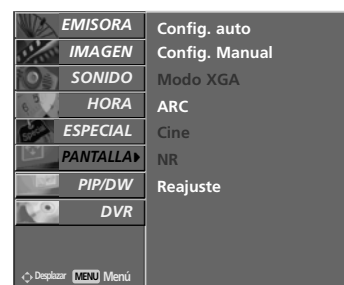 EMISORA
IMAGEN
SONIDO
HORA
ESPECIAL
PANTALLA
PIP/DW
DVR
Desplazar MENU Menú
Config. auto
Config. Manual
Modo XGA
ARC
Cine
NR
Reajuste